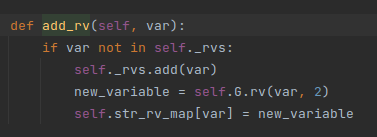 def add_rv(self, var):
    if var not in self._rvs:
        self._rvs.add(var)
        new_variable = self.G.rv(var, 2)
        self.str_rv_map[var] = new_variable